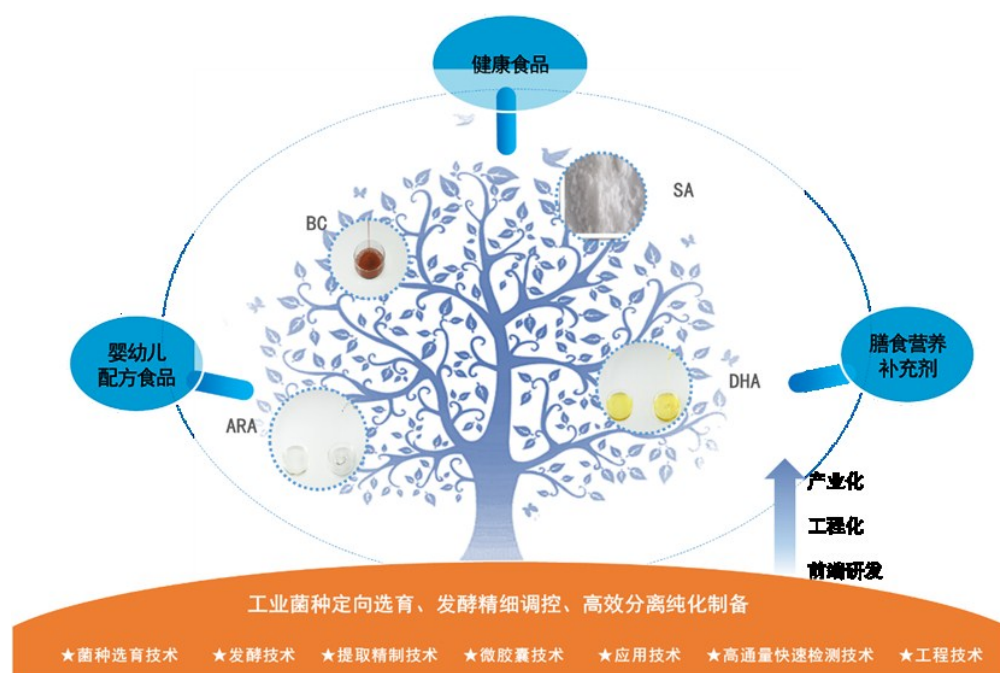 健康食品
SA
BC
婴幼儿
配方食品
膳食营养
补充剂
DHA
ARA
产业化
工程化
前端研发
工业菌种定向选育、发酵精细调控、高效分离纯化制备
★菌种选育技术 ★发酵技术 ★提取精制技术 ★微胶囊技术 ★应用技术 ★高通量快速检测技术 ★工程技术